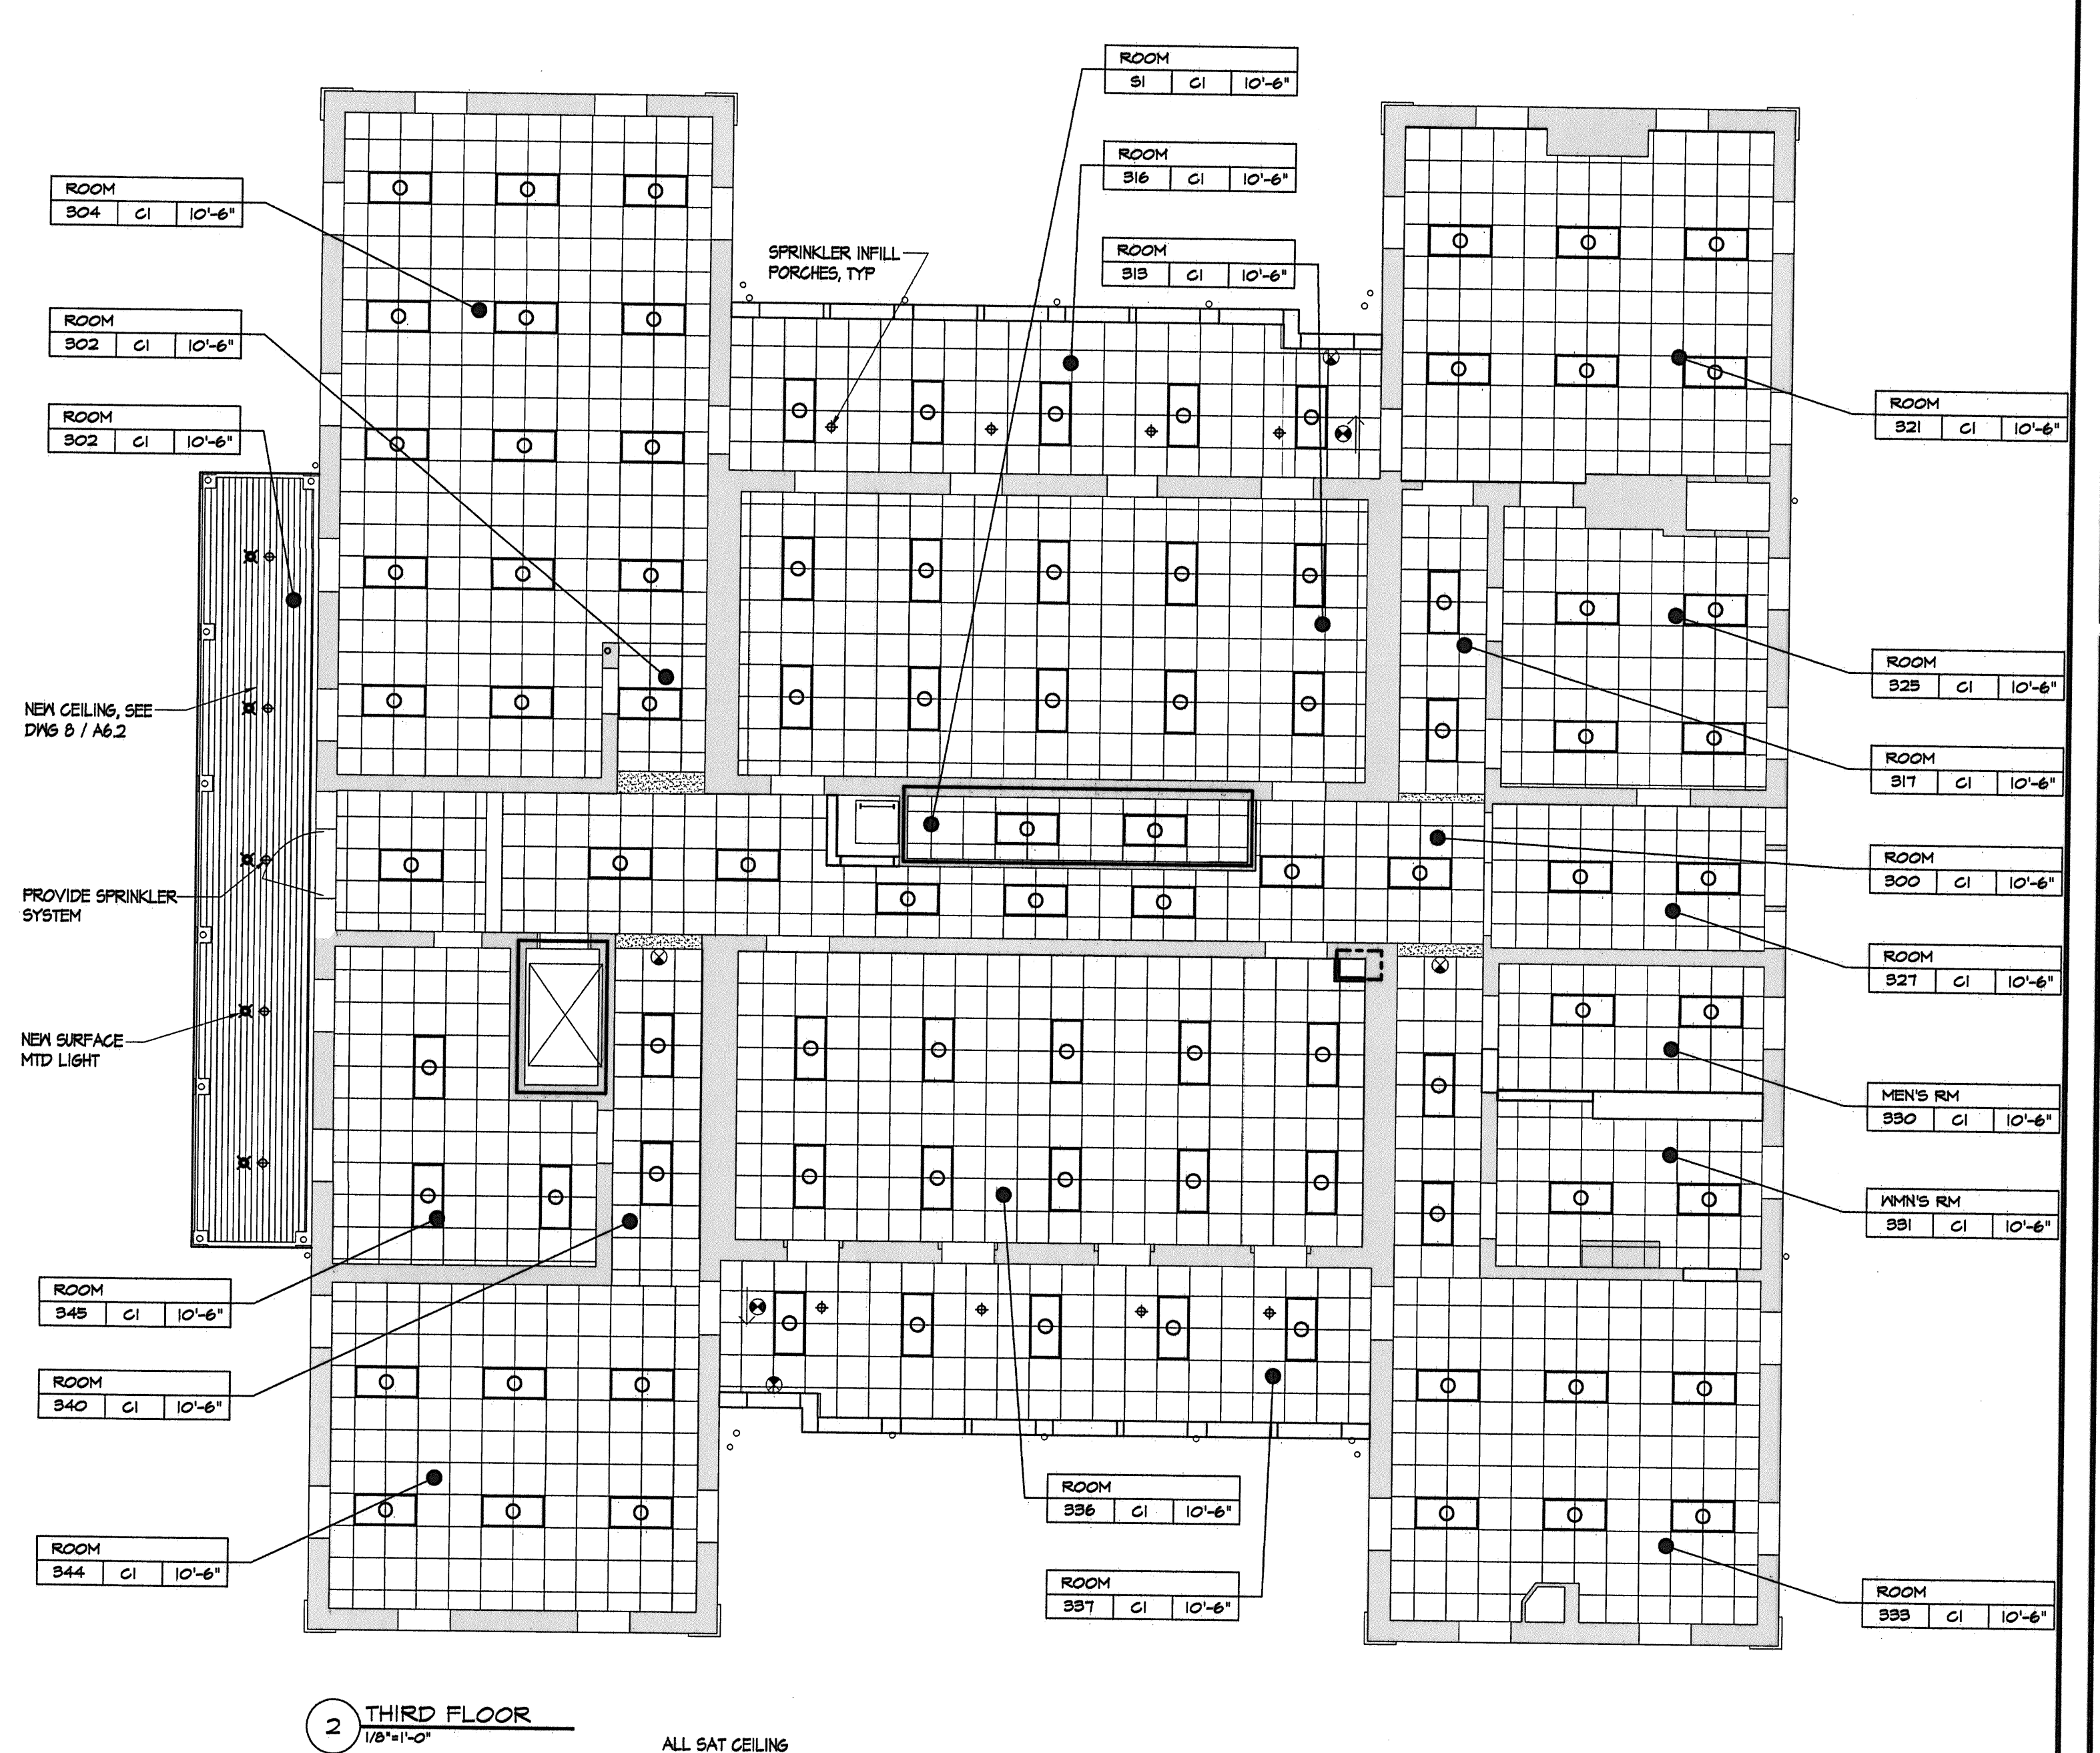 ROOM
S1 C1 10'-6"
ROOM
316 C1 10'-6"
ROOM
313 C1 10'-6"
ROOM
304 C1 10'-6"
ROOM
302 C1 10'-6"
ROOM
302 C1 10'-6"
SPRINKLER INFILL
PORCHES, TYP
ROOM
321 C1 10'-6"
ROOM
325 C1 10'-6"
ROOM
317 C1 10'-6"
ROOM
300 C1 10'-6"
ROOM
327 C1 10'-6"
MEN'S RM
330 C1 10'-6"
WMN'S RM
331 C1 10'-6"
ROOM
333 C1 10'-6"
NEW CEILING, SEE
DWG 8 / A6.2
PROVIDE SPRINKLER
SYSTEM
NEW SURFACE
MTD LIGHT
ROOM
345 C1 10'-6"
ROOM
340 C1 10'-6"
ROOM
344 C1 10'-6"
ROOM
336 C1 10'-6"
ROOM
337 C1 10'-6"
2 THIRD FLOOR
1/8"=1'-0"
ALL SAT CEILING